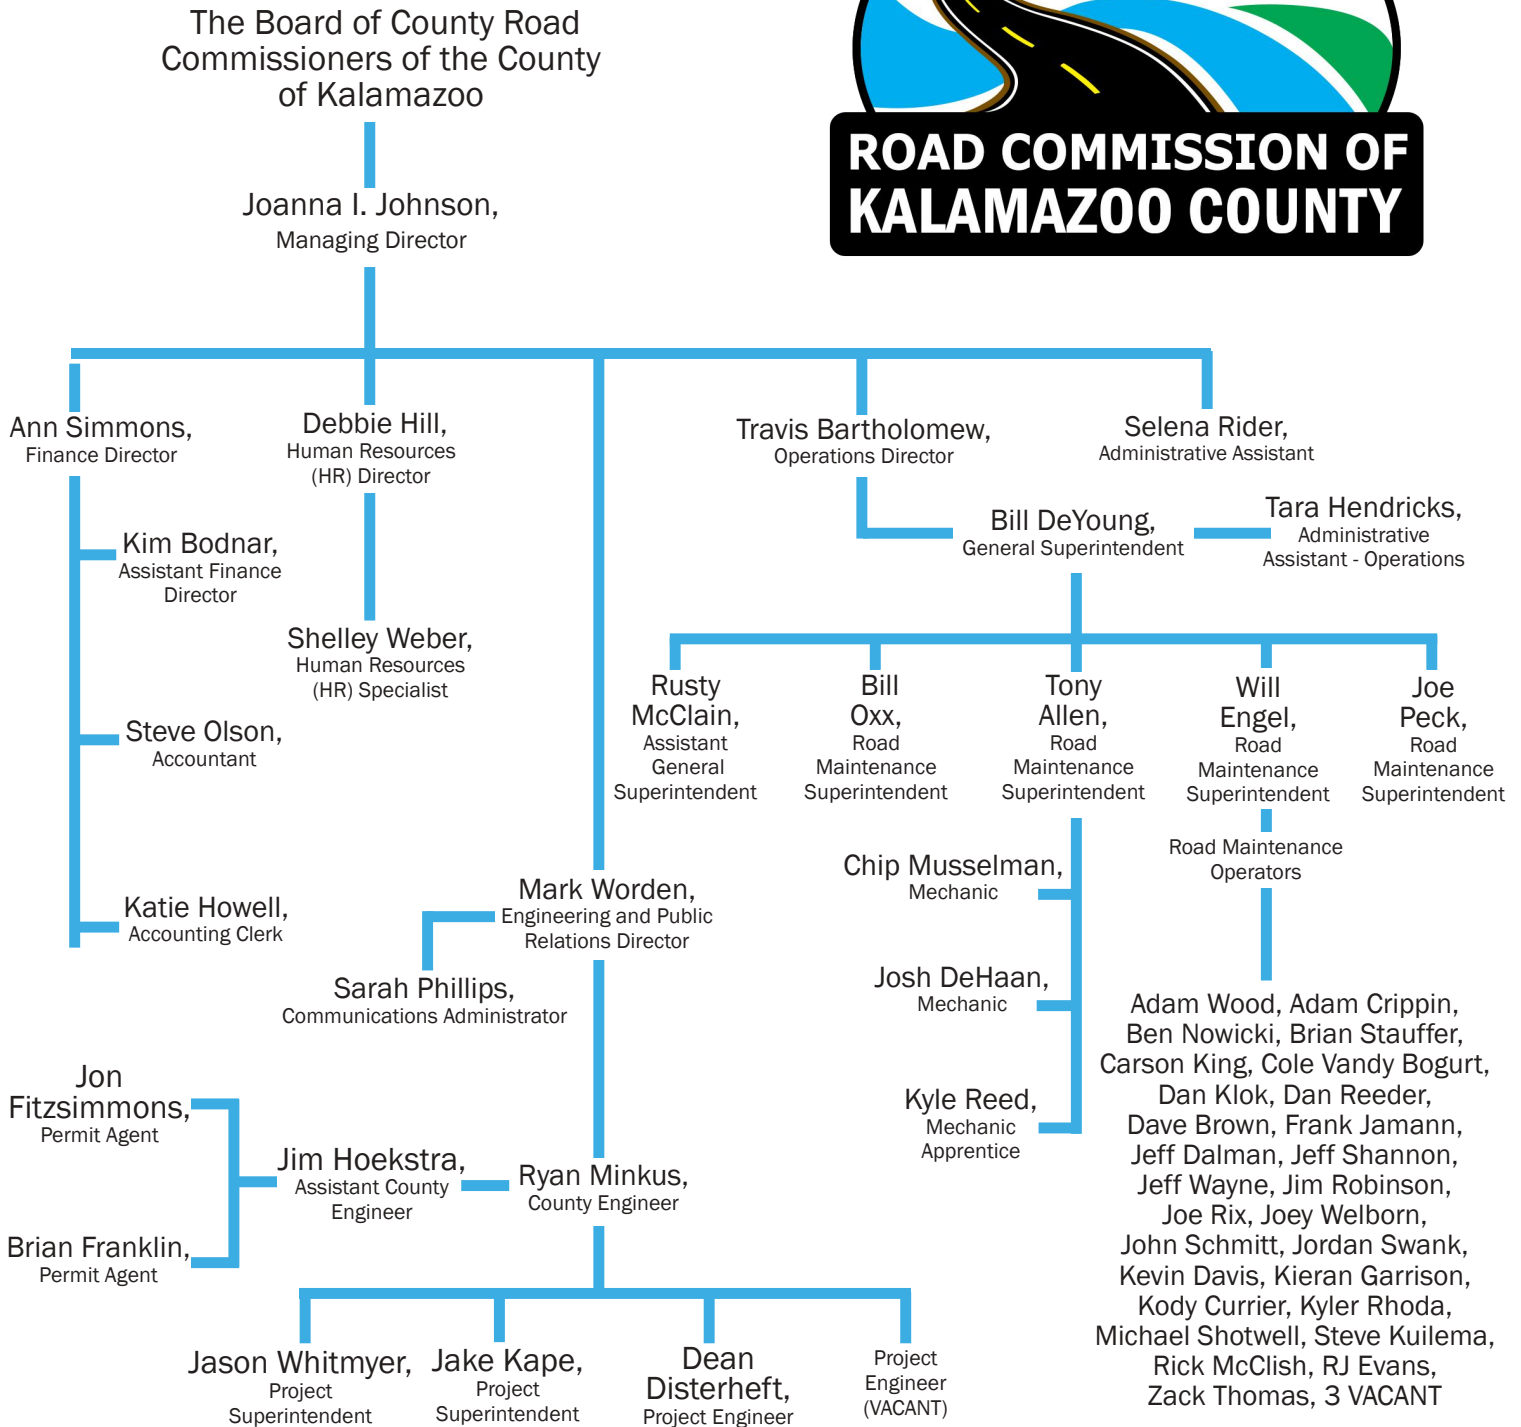 The Board of County Road
Commissioners of the County
of Kalamazoo
ROAD COMMISSION OF
KALAMAZOO COUNTY
Joanna I. Johnson,
Managing Director
Ann Simmons,
Finance Director
Debbie Hill,
Human Resources
(HR) Director
Travis Bartholomew,
Operations Director
Selena Rider,
Administrative Assistant
Kim Bodnar,
Assistant Finance
Director
Shelley Weber,
Human Resources
(HR) Specialist
Steve Olson,
Accountant
Katie Howell,
Accounting Clerk
Bill DeYoung,
General Superintendent
Tara Hendricks,
Administrative
Assistant - Operations
Rusty
McClain,
Assistant
General
Superintendent
Bill
Oxx,
Road
Maintenance
Superintendent
Tony
Allen,
Road
Maintenance
Superintendent
Will
Engel,
Road
Maintenance
Superintendent
Joe
Peck,
Road
Maintenance
Superintendent
Chip Musselman,
Mechanic
Josh DeHaan,
Mechanic
Kyle Reed,
Mechanic
Apprentice
Road Maintenance
Operators
Adam Wood, Adam Crippin,
Ben Nowicki, Brian Stauffer,
Carson King, Cole Vandy Bogurt,
Dan Klok, Dan Reeder,
Dave Brown, Frank Jamann,
Jeff Dalman, Jeff Shannon,
Jeff Wayne, Jim Robinson,
Joe Rix, Joey Welborn,
John Schmitt, Jordan Swank,
Kevin Davis, Kieran Garrison,
Kody Currier, Kyler Rhoda,
Michael Shotwell, Steve Kuilema,
Rick McClish, RJ Evans,
Zack Thomas, 3 VACANT
Mark Worden,
Engineering and Public
Relations Director
Sarah Phillips,
Communications Administrator
Jon
Fitzsimmons,
Permit Agent
Brian Franklin,
Permit Agent
Jim Hoekstra,
Assistant County
Engineer
Ryan Minkus,
County Engineer
Jason Whitmyer,
Project
Superintendent
Jake Kape,
Project
Superintendent
Dean
Disterheft,
Project Engineer
Project
Engineer
(VACANT)